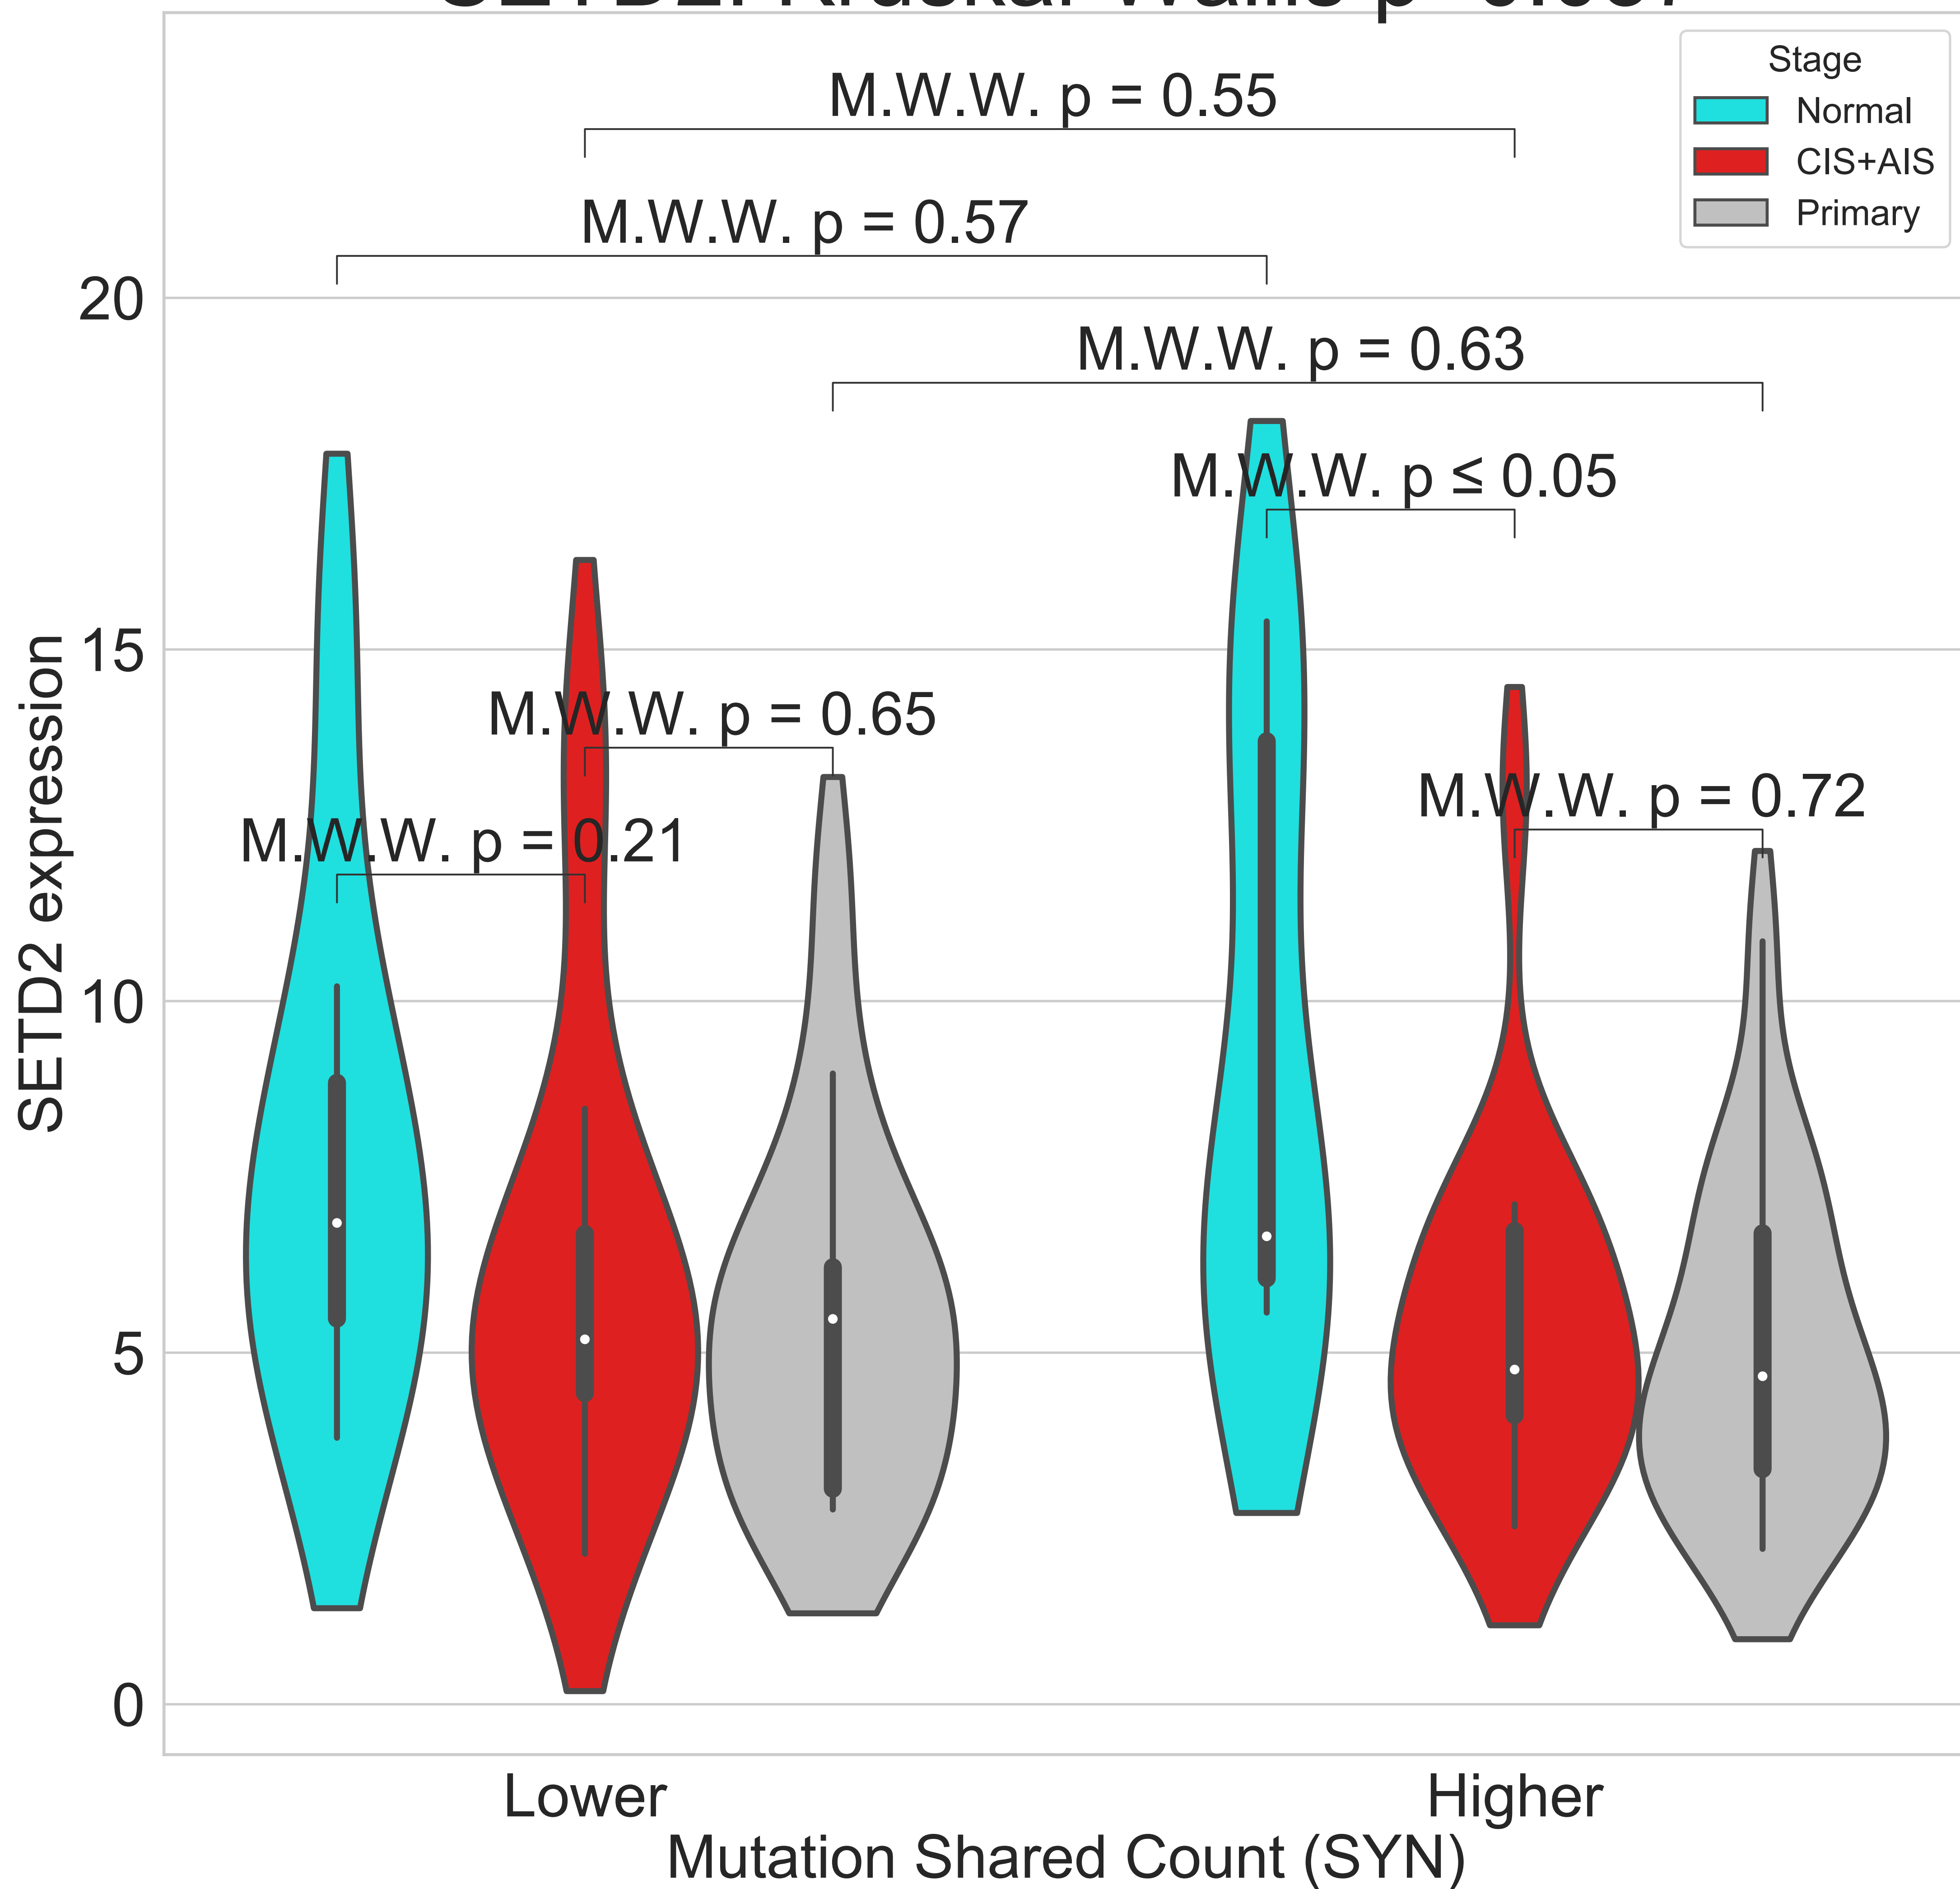 Stage
Normal
CIS+AIS
Primary
M.W.W. p = 0.55
M.W.W. p = 0.57
M.W.W. p = 0.63
M.W.W. p ≤ 0.05
M.W.W. p = 0.65
M.W.W. p = 0.72
M.W.W. p = 0.21
20
15
10
5
0
SETD2 expression
Lower
Higher
Mutation Shared Count (SYN)